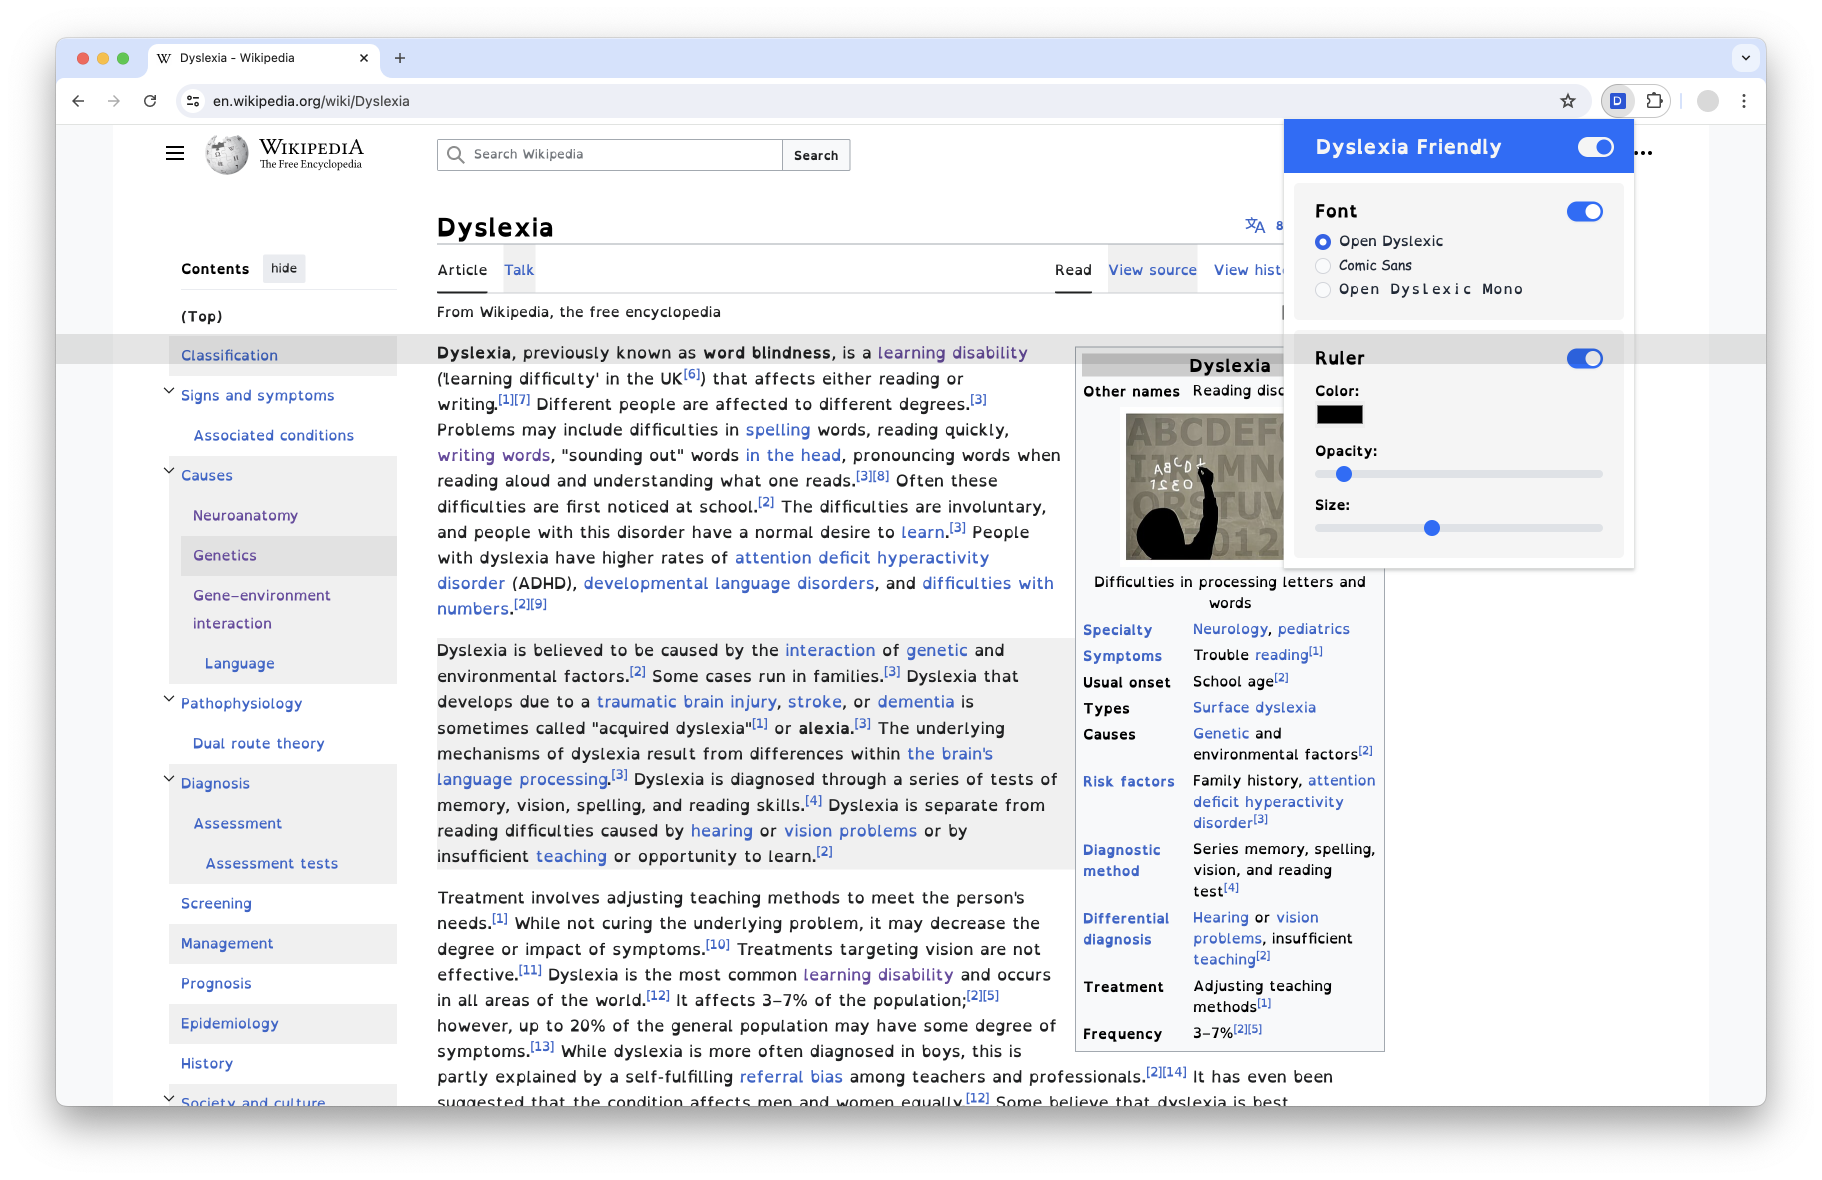 Dyslexia - Wikipedia
en.wikipedia.org/wiki/Dyslexia
D
WIKIPEDIA
The Free Encyclopedia
Search Wikipedia
Search
Dyslexia Friendly
Font
Open Dyslexic
Comic Sans
Open Dyslexic Mono
Ruler
Color:
Opacity:
Size:
Contents
hide
(Top)
Classification
Signs and symptoms
Associated conditions
Causes
Neuroanatomy
Genetics
Gene–environment
interaction
Language
Pathophysiology
Dual route theory
Diagnosis
Assessment
Assessment tests
Screening
Management
Prognosis
Epidemiology
History
Society and culture
Dyslexia
8
Article
Talk
Read
View source
View hist
From Wikipedia, the free encyclopedia
Dyslexia, previously known as word blindness, is a learning disability
('learning difficulty' in the UK[6]) that affects either reading or
writing.[1][7] Different people are affected to different degrees.[3]
Problems may include difficulties in spelling words, reading quickly,
writing words, "sounding out" words in the head, pronouncing words when
reading aloud and understanding what one reads.[3][8] Often these
difficulties are first noticed at school.[2] The difficulties are involuntary,
and people with this disorder have a normal desire to learn.[3] People
with dyslexia have higher rates of attention deficit hyperactivity
disorder (ADHD), developmental language disorders, and difficulties with
numbers.[2][9]
Dyslexia is believed to be caused by the interaction of genetic and
environmental factors.[2] Some cases run in families.[3] Dyslexia that
develops due to a traumatic brain injury, stroke, or dementia is
sometimes called "acquired dyslexia"[1] or alexia.[3] The underlying
mechanisms of dyslexia result from differences within the brain's
language processing.[3] Dyslexia is diagnosed through a series of tests of
memory, vision, spelling, and reading skills.[4] Dyslexia is separate from
reading difficulties caused by hearing or vision problems or by
insufficient teaching or opportunity to learn.[2]
Treatment involves adjusting teaching methods to meet the person's
needs.[1] While not curing the underlying problem, it may decrease the
degree or impact of symptoms.[10] Treatments targeting vision are not
effective.[11] Dyslexia is the most common learning disability and occurs
in all areas of the world.[12] It affects 3–7% of the population;[2][5]
however, up to 20% of the general population may have some degree of
symptoms.[13] While dyslexia is more often diagnosed in boys, this is
partly explained by a self-fulfilling referral bias among teachers and professionals.[2][14] It has even been
suggested that the condition affects men and women equally.[12] Some believe that dyslexia is best
Dyslexia
Other names Reading diso
ABCDEFG
Difficulties in processing letters and
words
Specialty Neurology, pediatrics
Symptoms Trouble reading[1]
Usual onset School age[2]
Types Surface dyslexia
Causes Genetic and
environmental factors[2]
Risk factors Family history, attention
deficit hyperactivity
disorder[3]
Diagnostic Series memory, spelling,
method vision, and reading
test[4]
Differential Hearing or vision
diagnosis problems, insufficient
teaching[2]
Treatment Adjusting teaching
methods[1]
Frequency 3–7%[2][5]